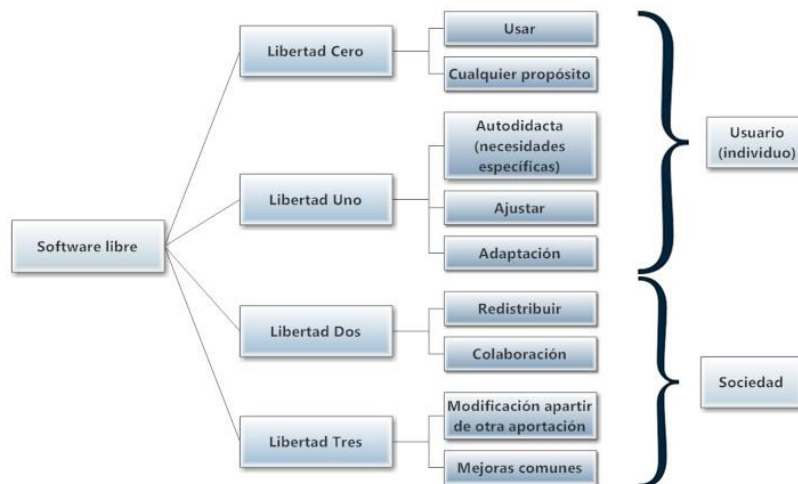 Software libre
Libertad Cero
Usar
Cualquier propósito
Libertad Uno
Autodidacta
(necesidades
específicas)
Ajustar
Adaptación
Usuario
(individuo)
Libertad Dos
Redistribuir
Colaboración
Libertad Tres
Modificación apartir
de otra aportación
Mejoras comunes
Sociedad